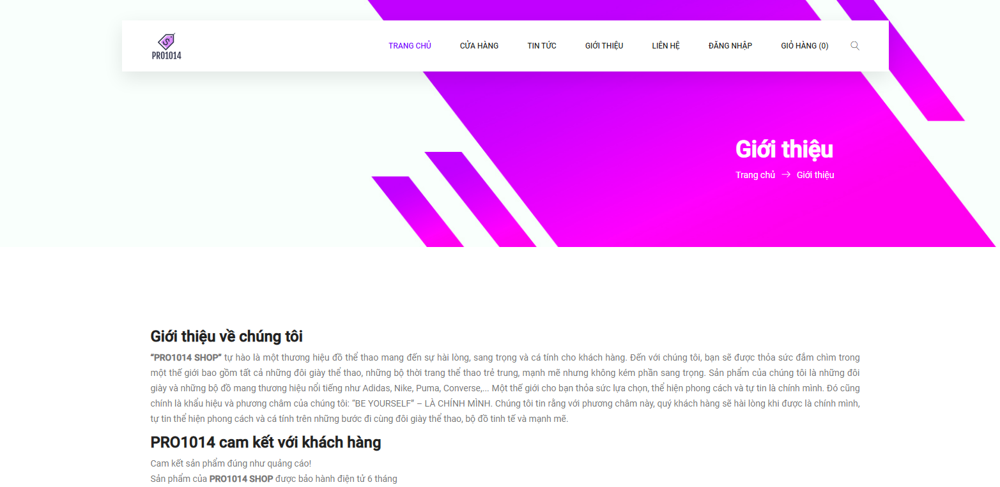 PRO1014
TRANG CHỦ CỬA HÀNG TIN TỨC GIỚI THIỆU LIÊN HỆ ĐĂNG NHẬP GIỎ HÀNG (0)
Giới thiệu
Trang chủ → Giới thiệu
Giới thiệu về chúng tôi
“PRO1014 SHOP” tự hào là một thương hiệu đồ thể thao mang đến sự hài lòng, sang trọng và cá tính cho khách hàng. Đến với chúng tôi, bạn sẽ được thỏa sức đắm chìm trong
một thế giới bao gồm tất cả những đôi giày thể thao, những bộ thời trang thể thao trẻ trung, mạnh mẽ nhưng không kém phần sang trọng. Sản phẩm của chúng tôi là những đôi
giày và những bộ đồ mang thương hiệu nổi tiếng như Adidas, Nike, Puma, Converse,... Một thế giới cho bạn thỏa sức lựa chọn, thể hiện phong cách và tự tin là chính mình. Đó cũng
chính là khẩu hiệu và phương châm của chúng tôi: “BE YOURSELF” – LÀ CHÍNH MÌNH. Chúng tôi tin rằng với phương châm này, quý khách hàng sẽ hài lòng khi được là chính mình,
tự tin thể hiện phong cách và cá tính trên những bước đi cùng đôi giày thể thao, bộ đồ tinh tế và mạnh mẽ.
PRO1014 cam kết với khách hàng
Cam kết sản phẩm đúng như quảng cáo!
Sản phẩm của PRO1014 SHOP được bảo hành điện tử 6 tháng